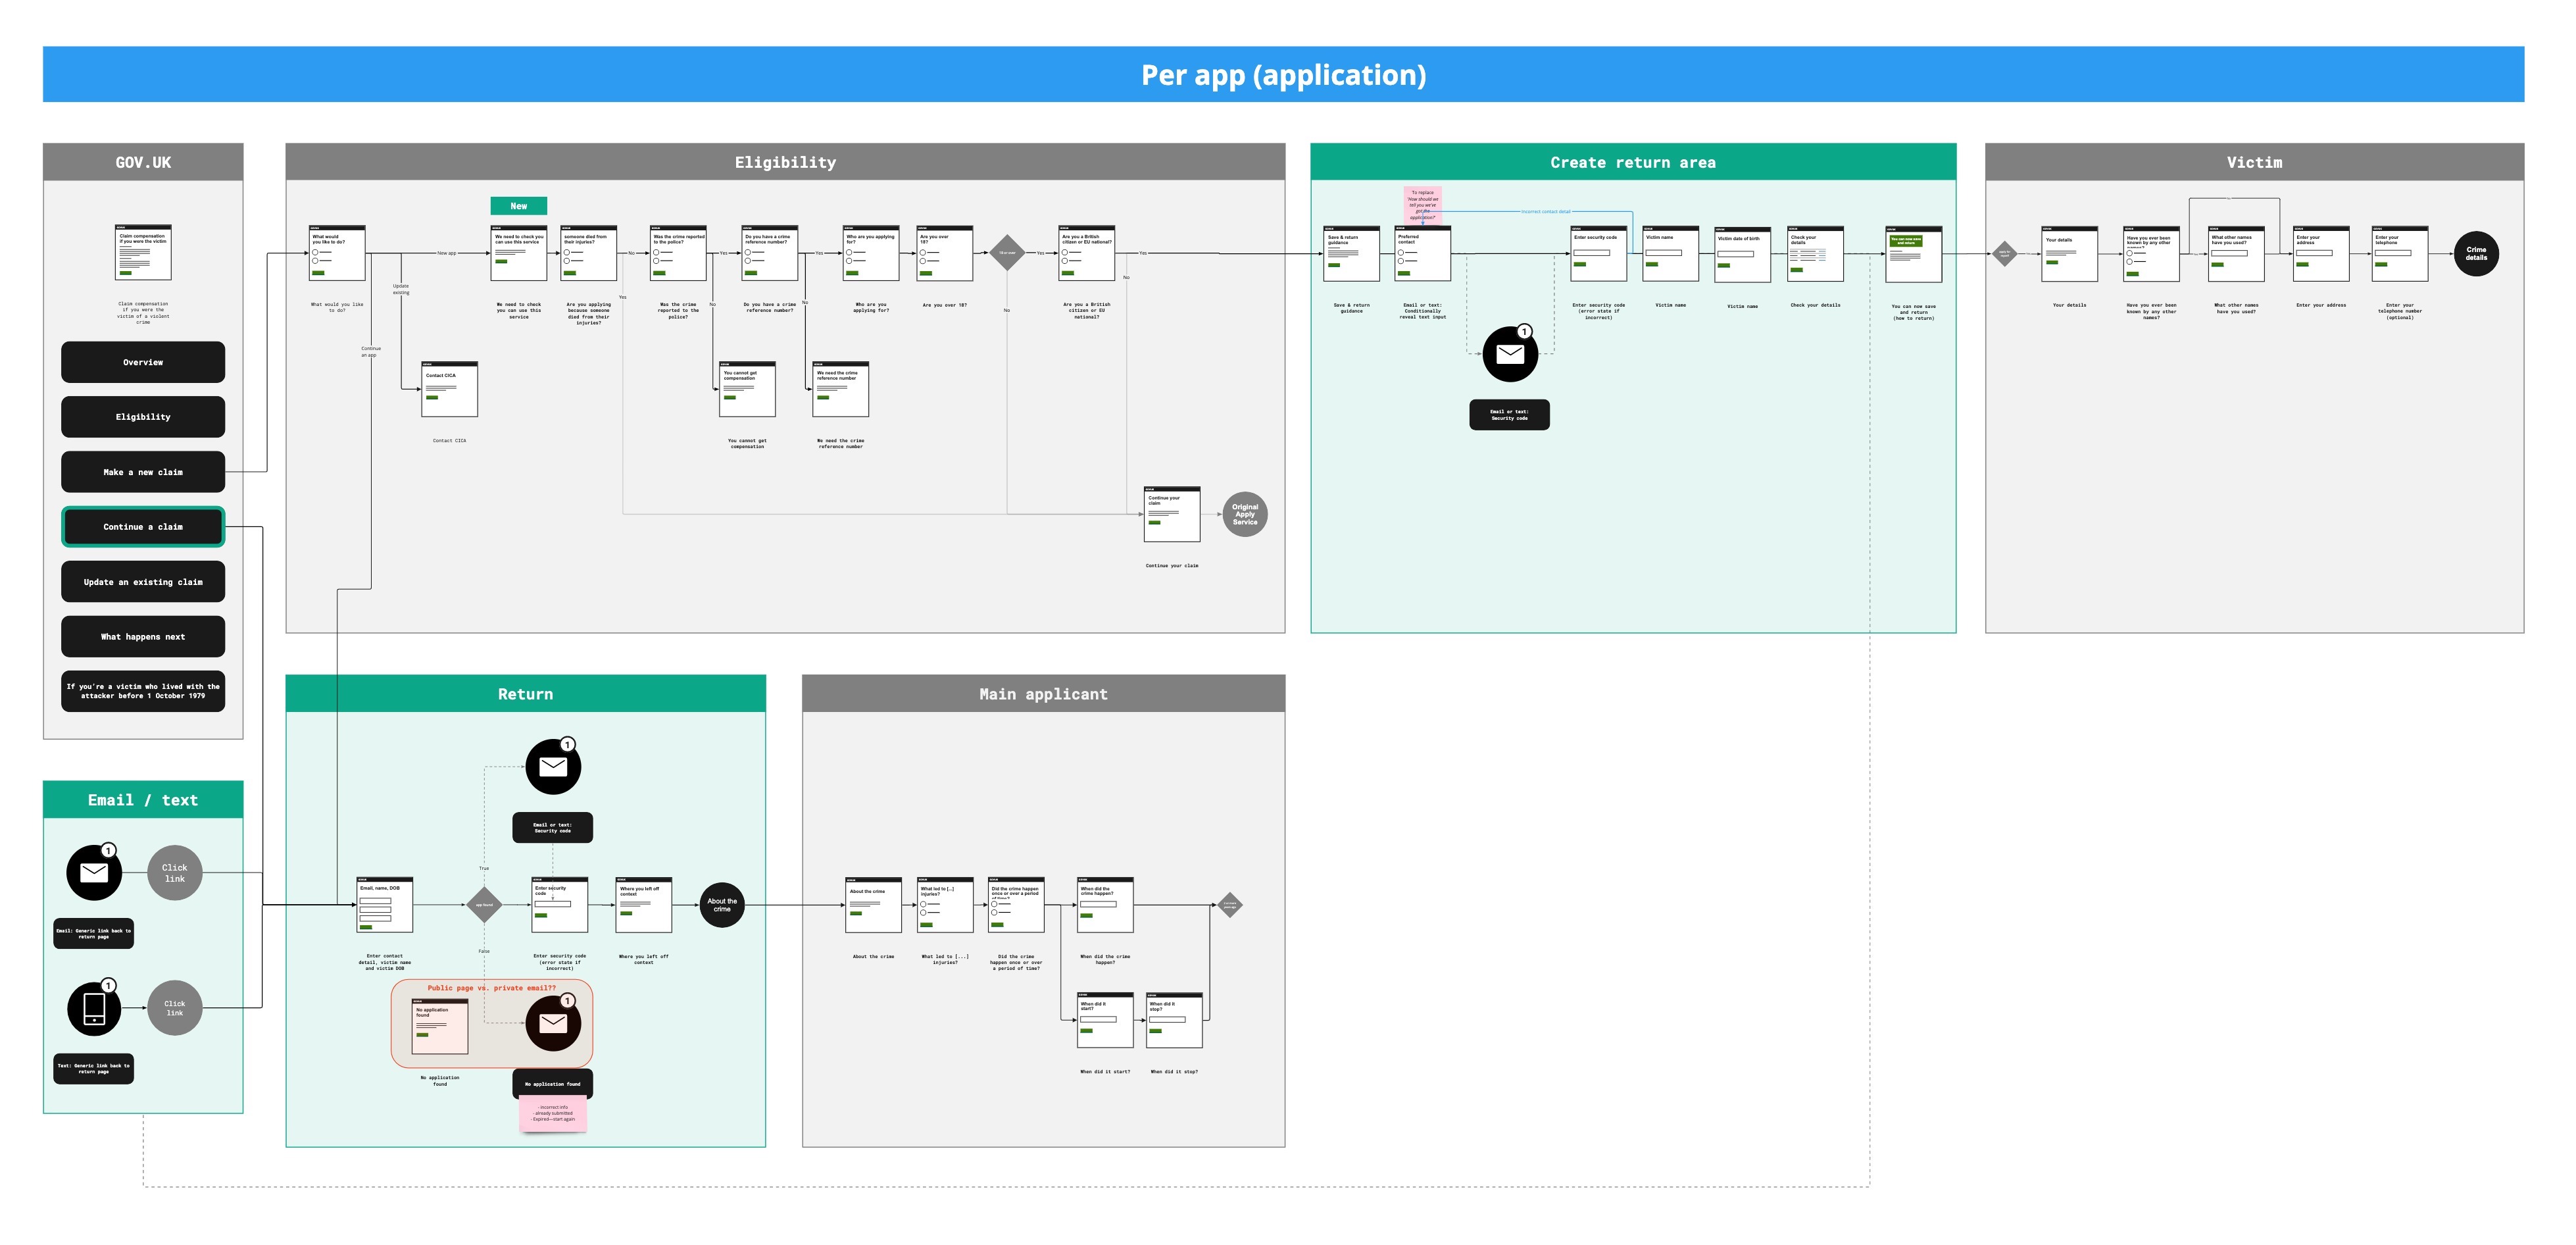 Per app (application)
GOV.UK
Claim compensation
if you were the victim
Claim compensation
if you were the
victim of a violent
crime
Overview
Eligibility
Make a new claim
Continue a claim
Update an existing claim
What happens next
If you're a victim who lived with the
attacker before 1 October 1979
Eligibility
New
What would
you like to do?
What would you like
to do?
New app
Update
existing
Continue
an app
Contact CICA
Contact CICA
We need to check you
can use this service
We need to check
you can use this
service
someone died from
their injuries?
Are you applying
because someone
died from their
injuries?
No
Yes
Was the crime reported
to the police?
Was the crime
reported to the
police?
Yes
No
You cannot get
compensation
You cannot get
compensation
Do you have a crime
reference number?
Do you have a crime
reference number?
Yes
No
We need the crime
reference number
We need the crime
reference number
Who are you applying
for?
Who are you
applying for?
Are you over
18?
Are you over 18?
Yes
No
Are you a British
citizen or EU national?
Are you a British
citizen or EU
national?
Yes
No
Continue your
claim
Continue your claim
Original
Apply
Service
Create return area
To replace
'How should we
tell you we've
got the
application?'
Incorrect contact detail
Save & return
guidance
Save & return
guidance
Preferred
contact
Email or text:
Conditionally
reveal text input
1
Email or text:
Security code
Enter security code
Enter security code
(error state if
incorrect)
Victim name
Victim name
Victim date of birth
Victim name
Check your
details
Check your details
You can now save
and return
You can now save
and return
(how to return)
Victim
Your details
Your details
Have you ever been
known by any other
Have you ever been
known by any other
names?
What other names
have you used?
What other names
have you used?
Enter your
address
Enter your address
Enter your
telephone
Enter your
telephone number
(optional)
Crime
details
Email / text
1
Click
link
Email: Generic link back to
return page
1
Click
link
Text: Generic link back to
return page
Return
1
Email or text:
Security code
Email, name, DOB
Enter contact
detail, victim name
and victim DOB
True
app found
False
Enter security
code
Enter security code
(error state if
incorrect)
Where you left off
context
Where you left off
context
About the
crime
Public page vs. private email??
No application
found
1
No application
found
No application found
- Incorrect info
- already submitted
- Expired—start again
Main applicant
About the crime
About the crime
What led to [...]
injuries?
What led to [...]
injuries?
Did the crime happen
once or over a period
Did the crime
happen once or over
a period of time?
When did the
crime happen?
When did the crime
happen?
When did it
start?
When did it start?
When did it
stop?
When did it stop?